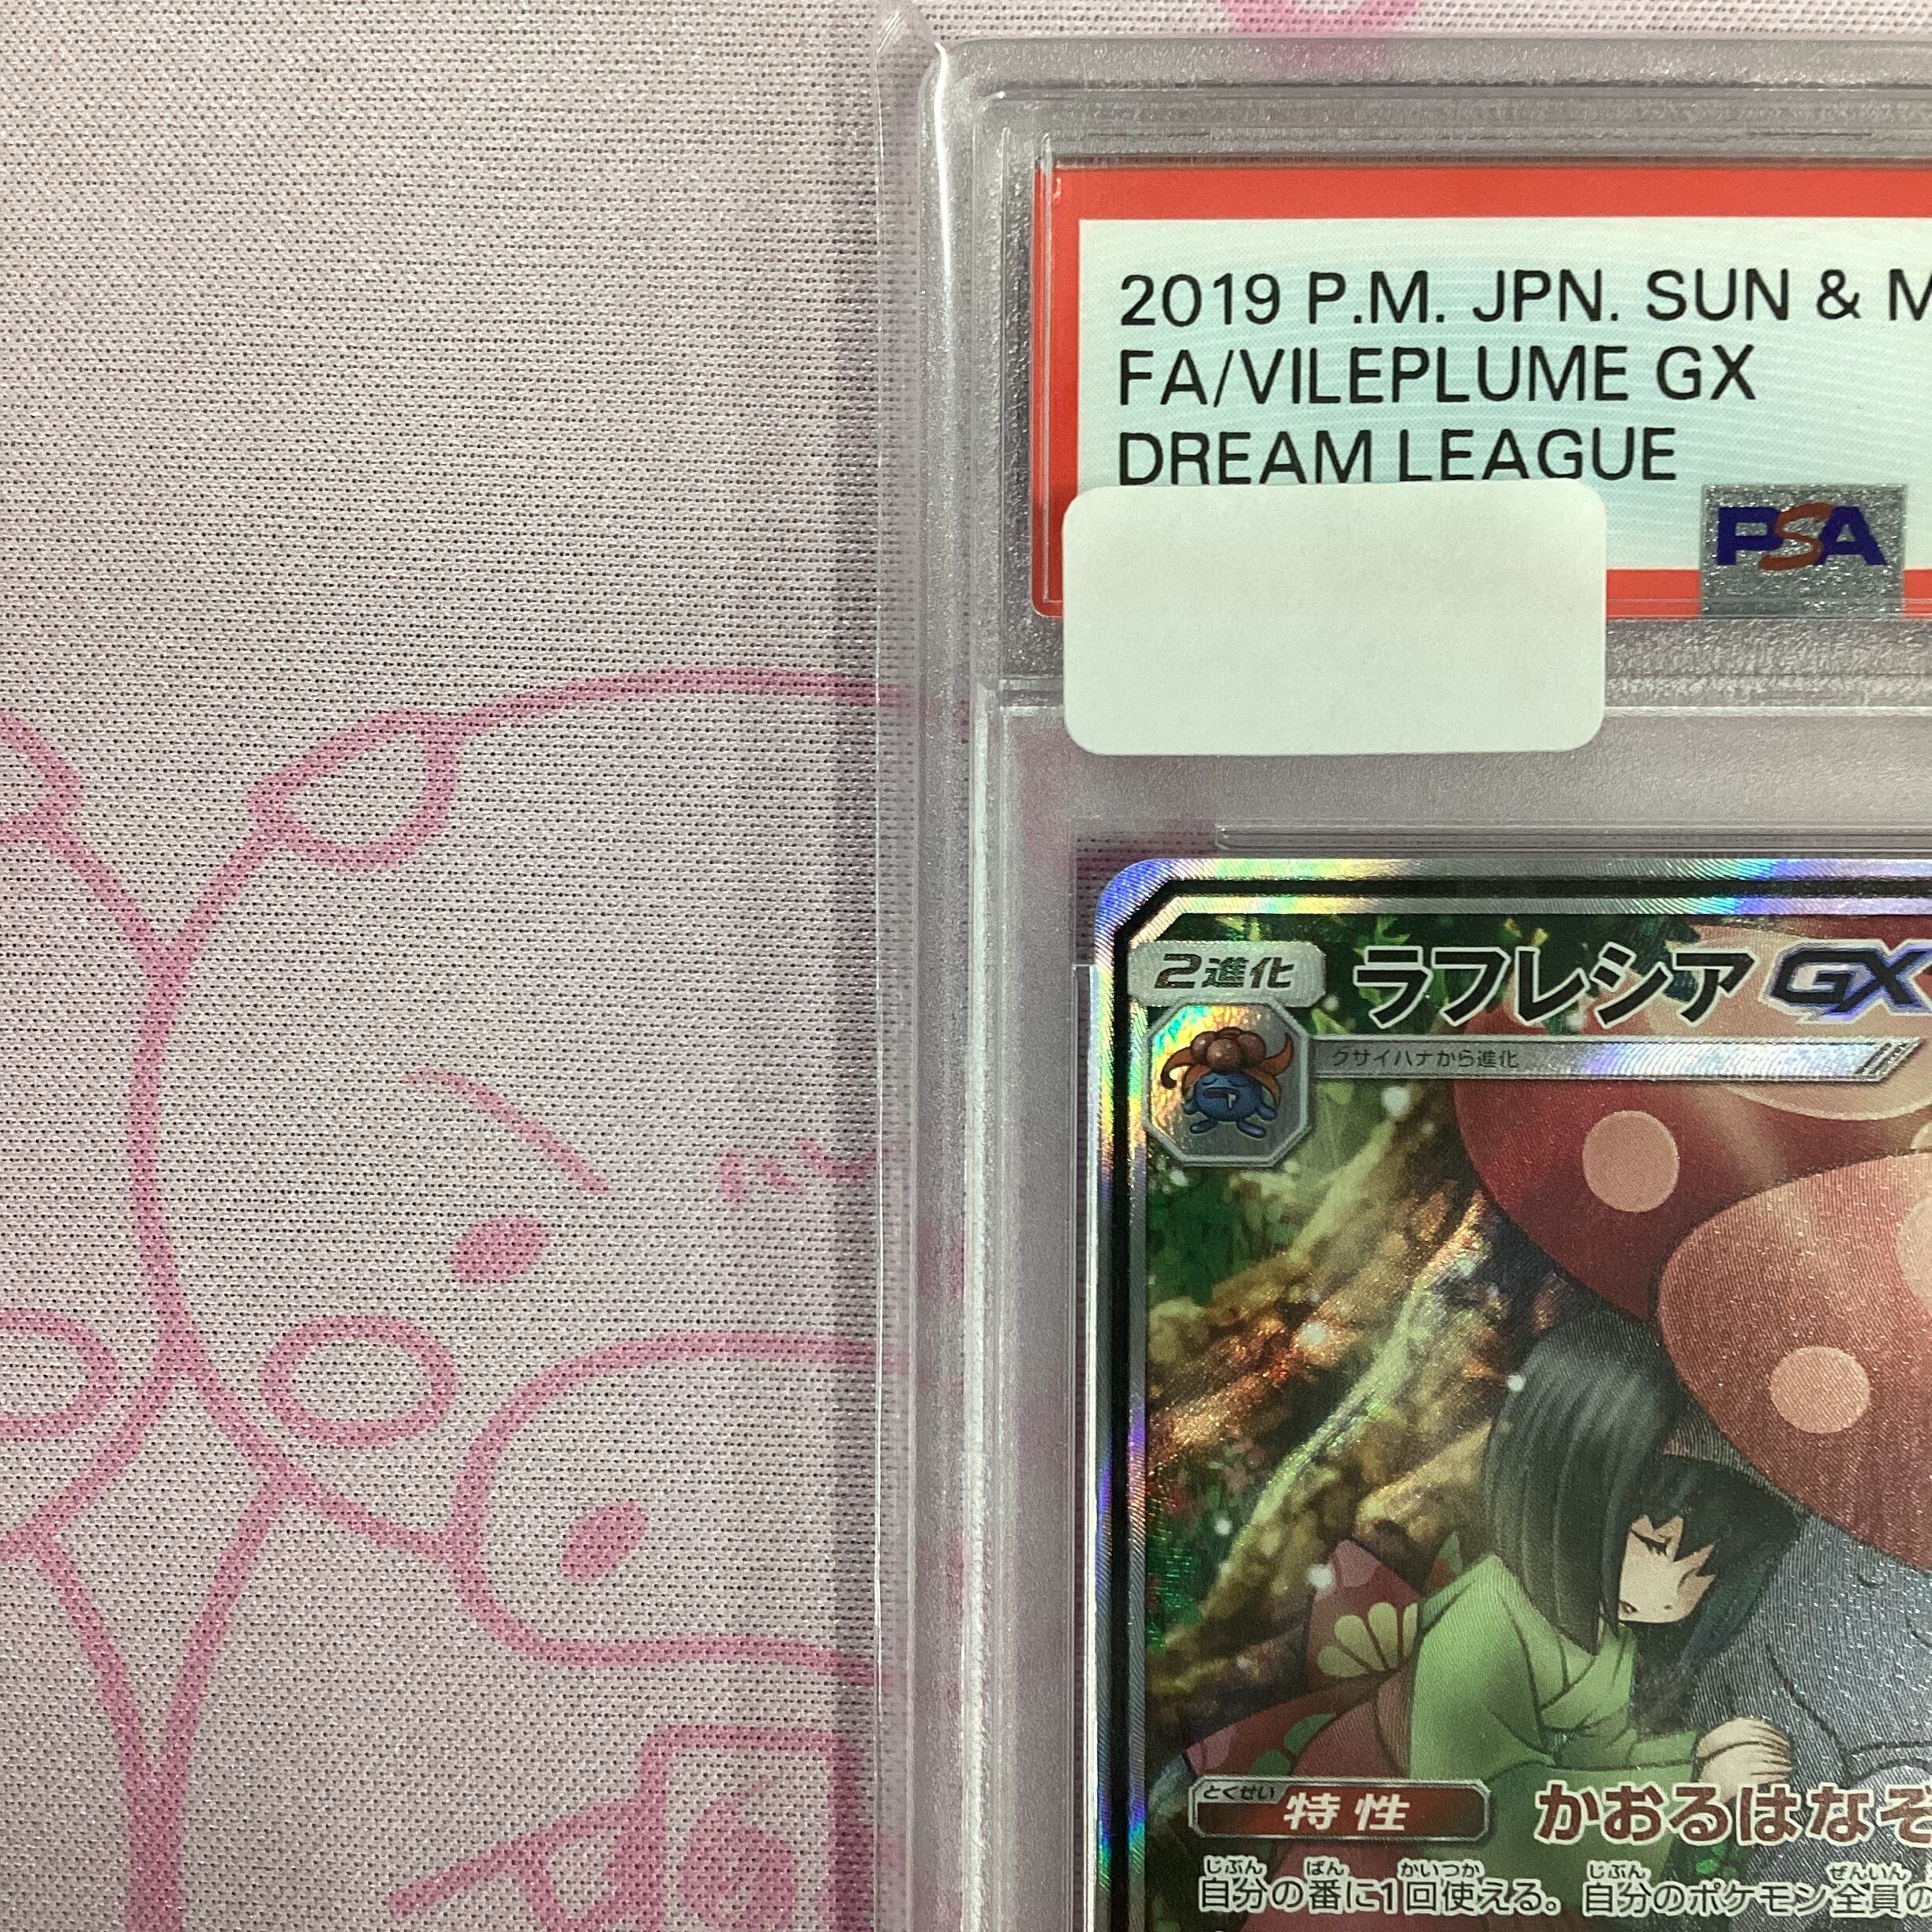 2019 P.M. JPN. SUN & M
FA/VILEPLUME GX
DREAM LEAGUE
PSA
2進化
ラフレシアGX
クサイハナから進化
とくせい
特性
かおるはなぞ
じぶん ばん かいつか じぶん ぜんいん
自分の番に1回使える。自分のポケモン全員の